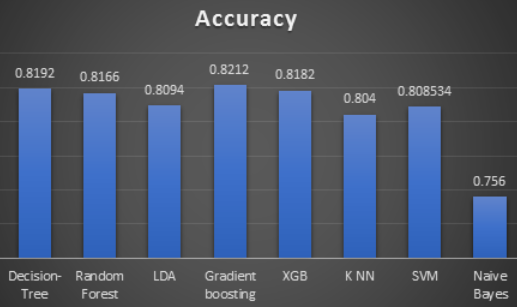 Accuracy
0.8192
0.8166
0.8094
0.8212
0.8182
0.804
0.808534
0.756
Decision-
Tree
Random
Forest
LDA
Gradient
boosting
XGB
K NN
SVM
Naive
Bayes